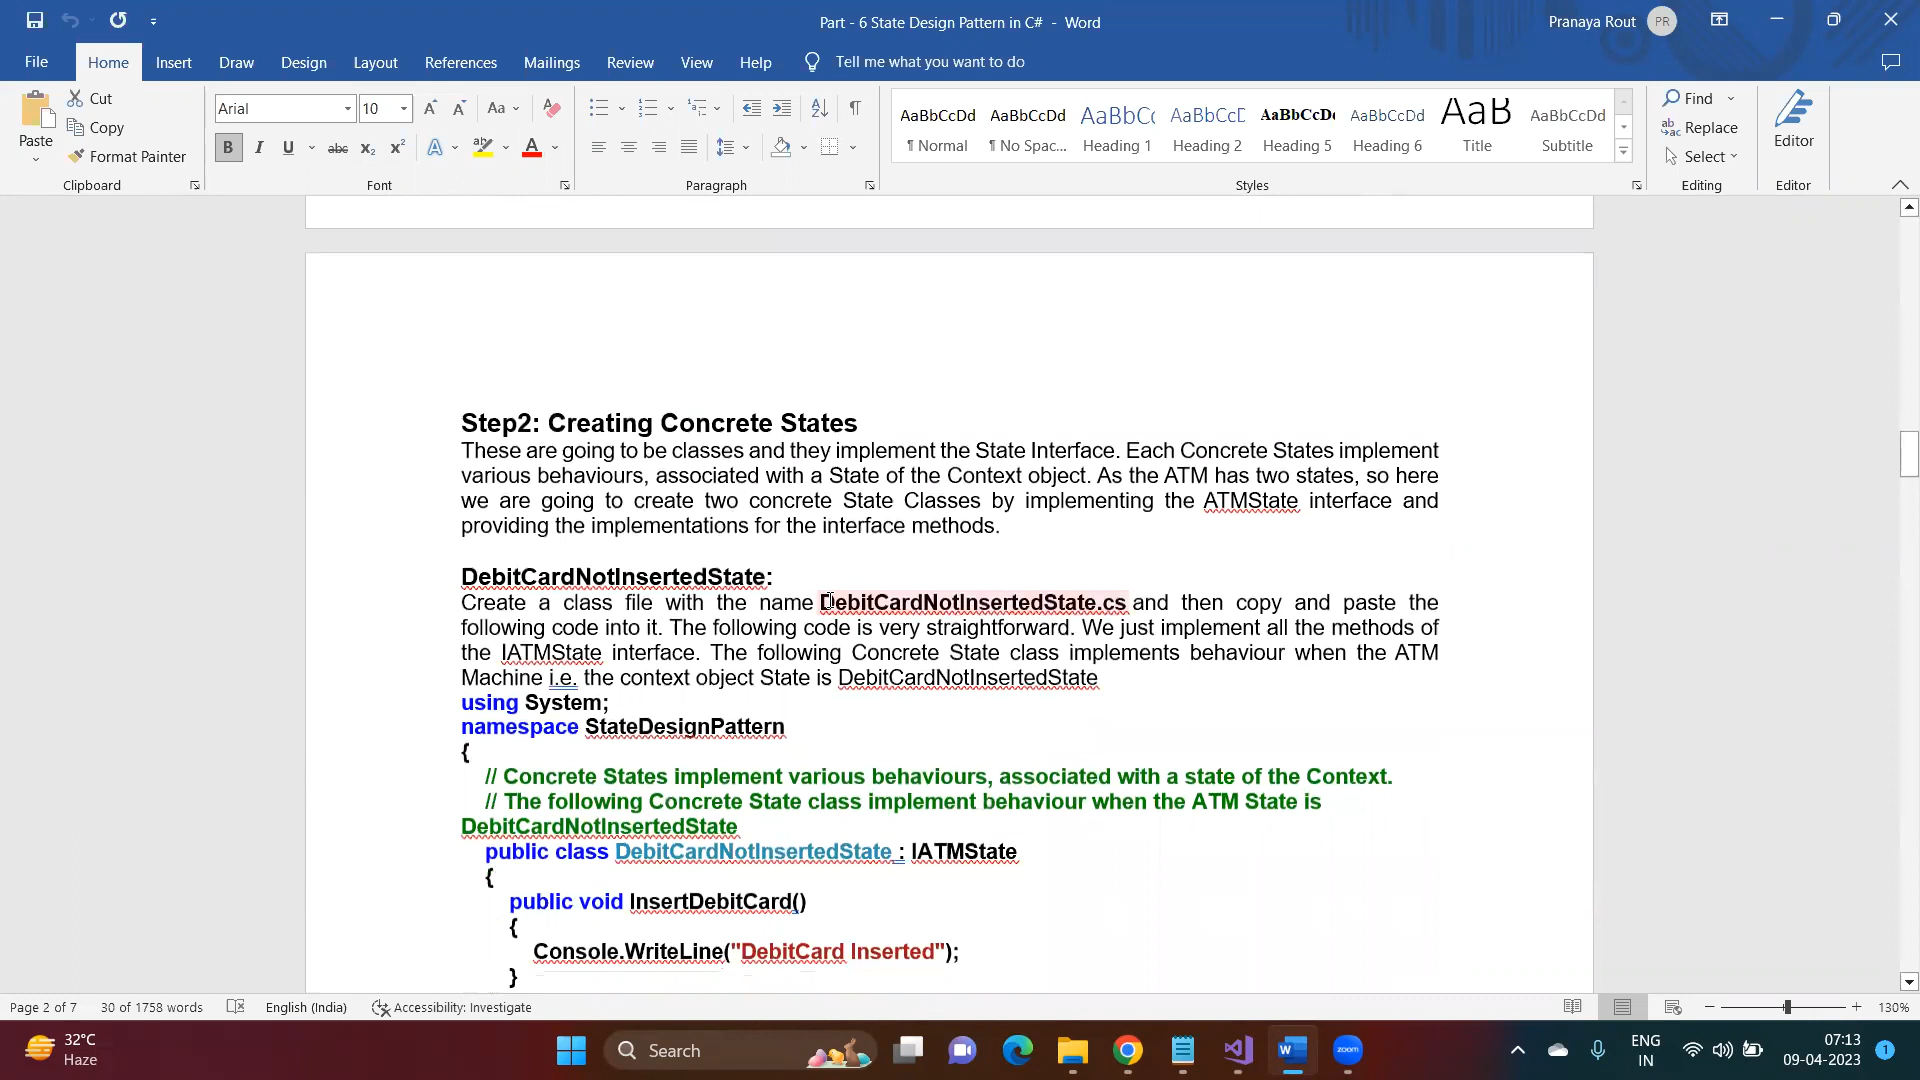 Part - 6 State Design Pattern in C# - Word
Pranaya Rout
PR
File Home Insert Draw Design Layout References Mailings Review View Help Tell me what you want to do
Paste
Cut
Copy
Format Painter
Clipboard
Arial 10
Aa
Font
Paragraph
AaBbCcDd AaBbCcDd AaBbCc AaBbCcD AaBbCcDc AaBbCcDd AaB AaBbCcDd
¶ Normal ¶ No Spac... Heading 1 Heading 2 Heading 5 Heading 6 Title Subtitle
Styles
Find
Replace
Select
Editing
Editor
Editor
Step2: Creating Concrete States
These are going to be classes and they implement the State Interface. Each Concrete States implement
various behaviours, associated with a State of the Context object. As the ATM has two states, so here
we are going to create two concrete State Classes by implementing the ATMState interface and
providing the implementations for the interface methods.
DebitCardNotInsertedState:
Create a class file with the name DebitCardNotInsertedState.cs and then copy and paste the
following code into it. The following code is very straightforward. We just implement all the methods of
the IATMState interface. The following Concrete State class implements behaviour when the ATM
Machine i.e. the context object State is DebitCardNotInsertedState
using System;
namespace StateDesignPattern
{
// Concrete States implement various behaviours, associated with a state of the Context.
// The following Concrete State class implement behaviour when the ATM State is
DebitCardNotInsertedState
public class DebitCardNotInsertedState : IATMState
{
public void InsertDebitCard()
{
Console.WriteLine("DebitCard Inserted");
}
Page 2 of 7 30 of 1758 words English (India) Accessibility: Investigate 130%
32°C
Haze
Search
zoom
ENG
IN
07:13
09-04-2023
1